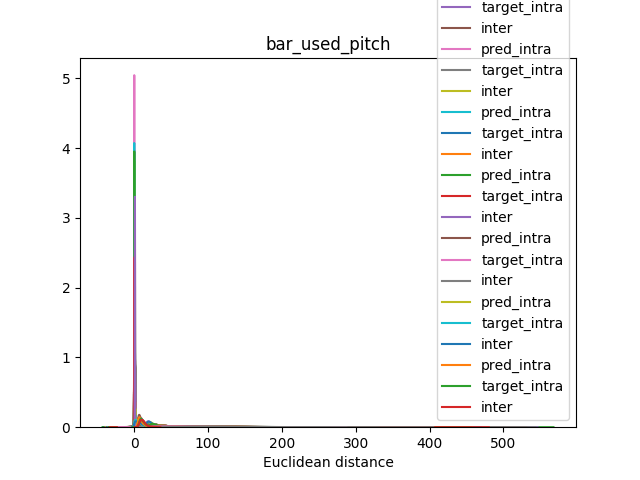 target_intra
inter
pred_intra
target_intra
inter
pred_intra
target_intra
inter
pred_intra
target_intra
inter
pred_intra
target_intra
inter
pred_intra
target_intra
inter
pred_intra
target_intra
inter
bar_used_pitch
5
4
3
2
1
0
0 100 200 300 400 500
Euclidean distance